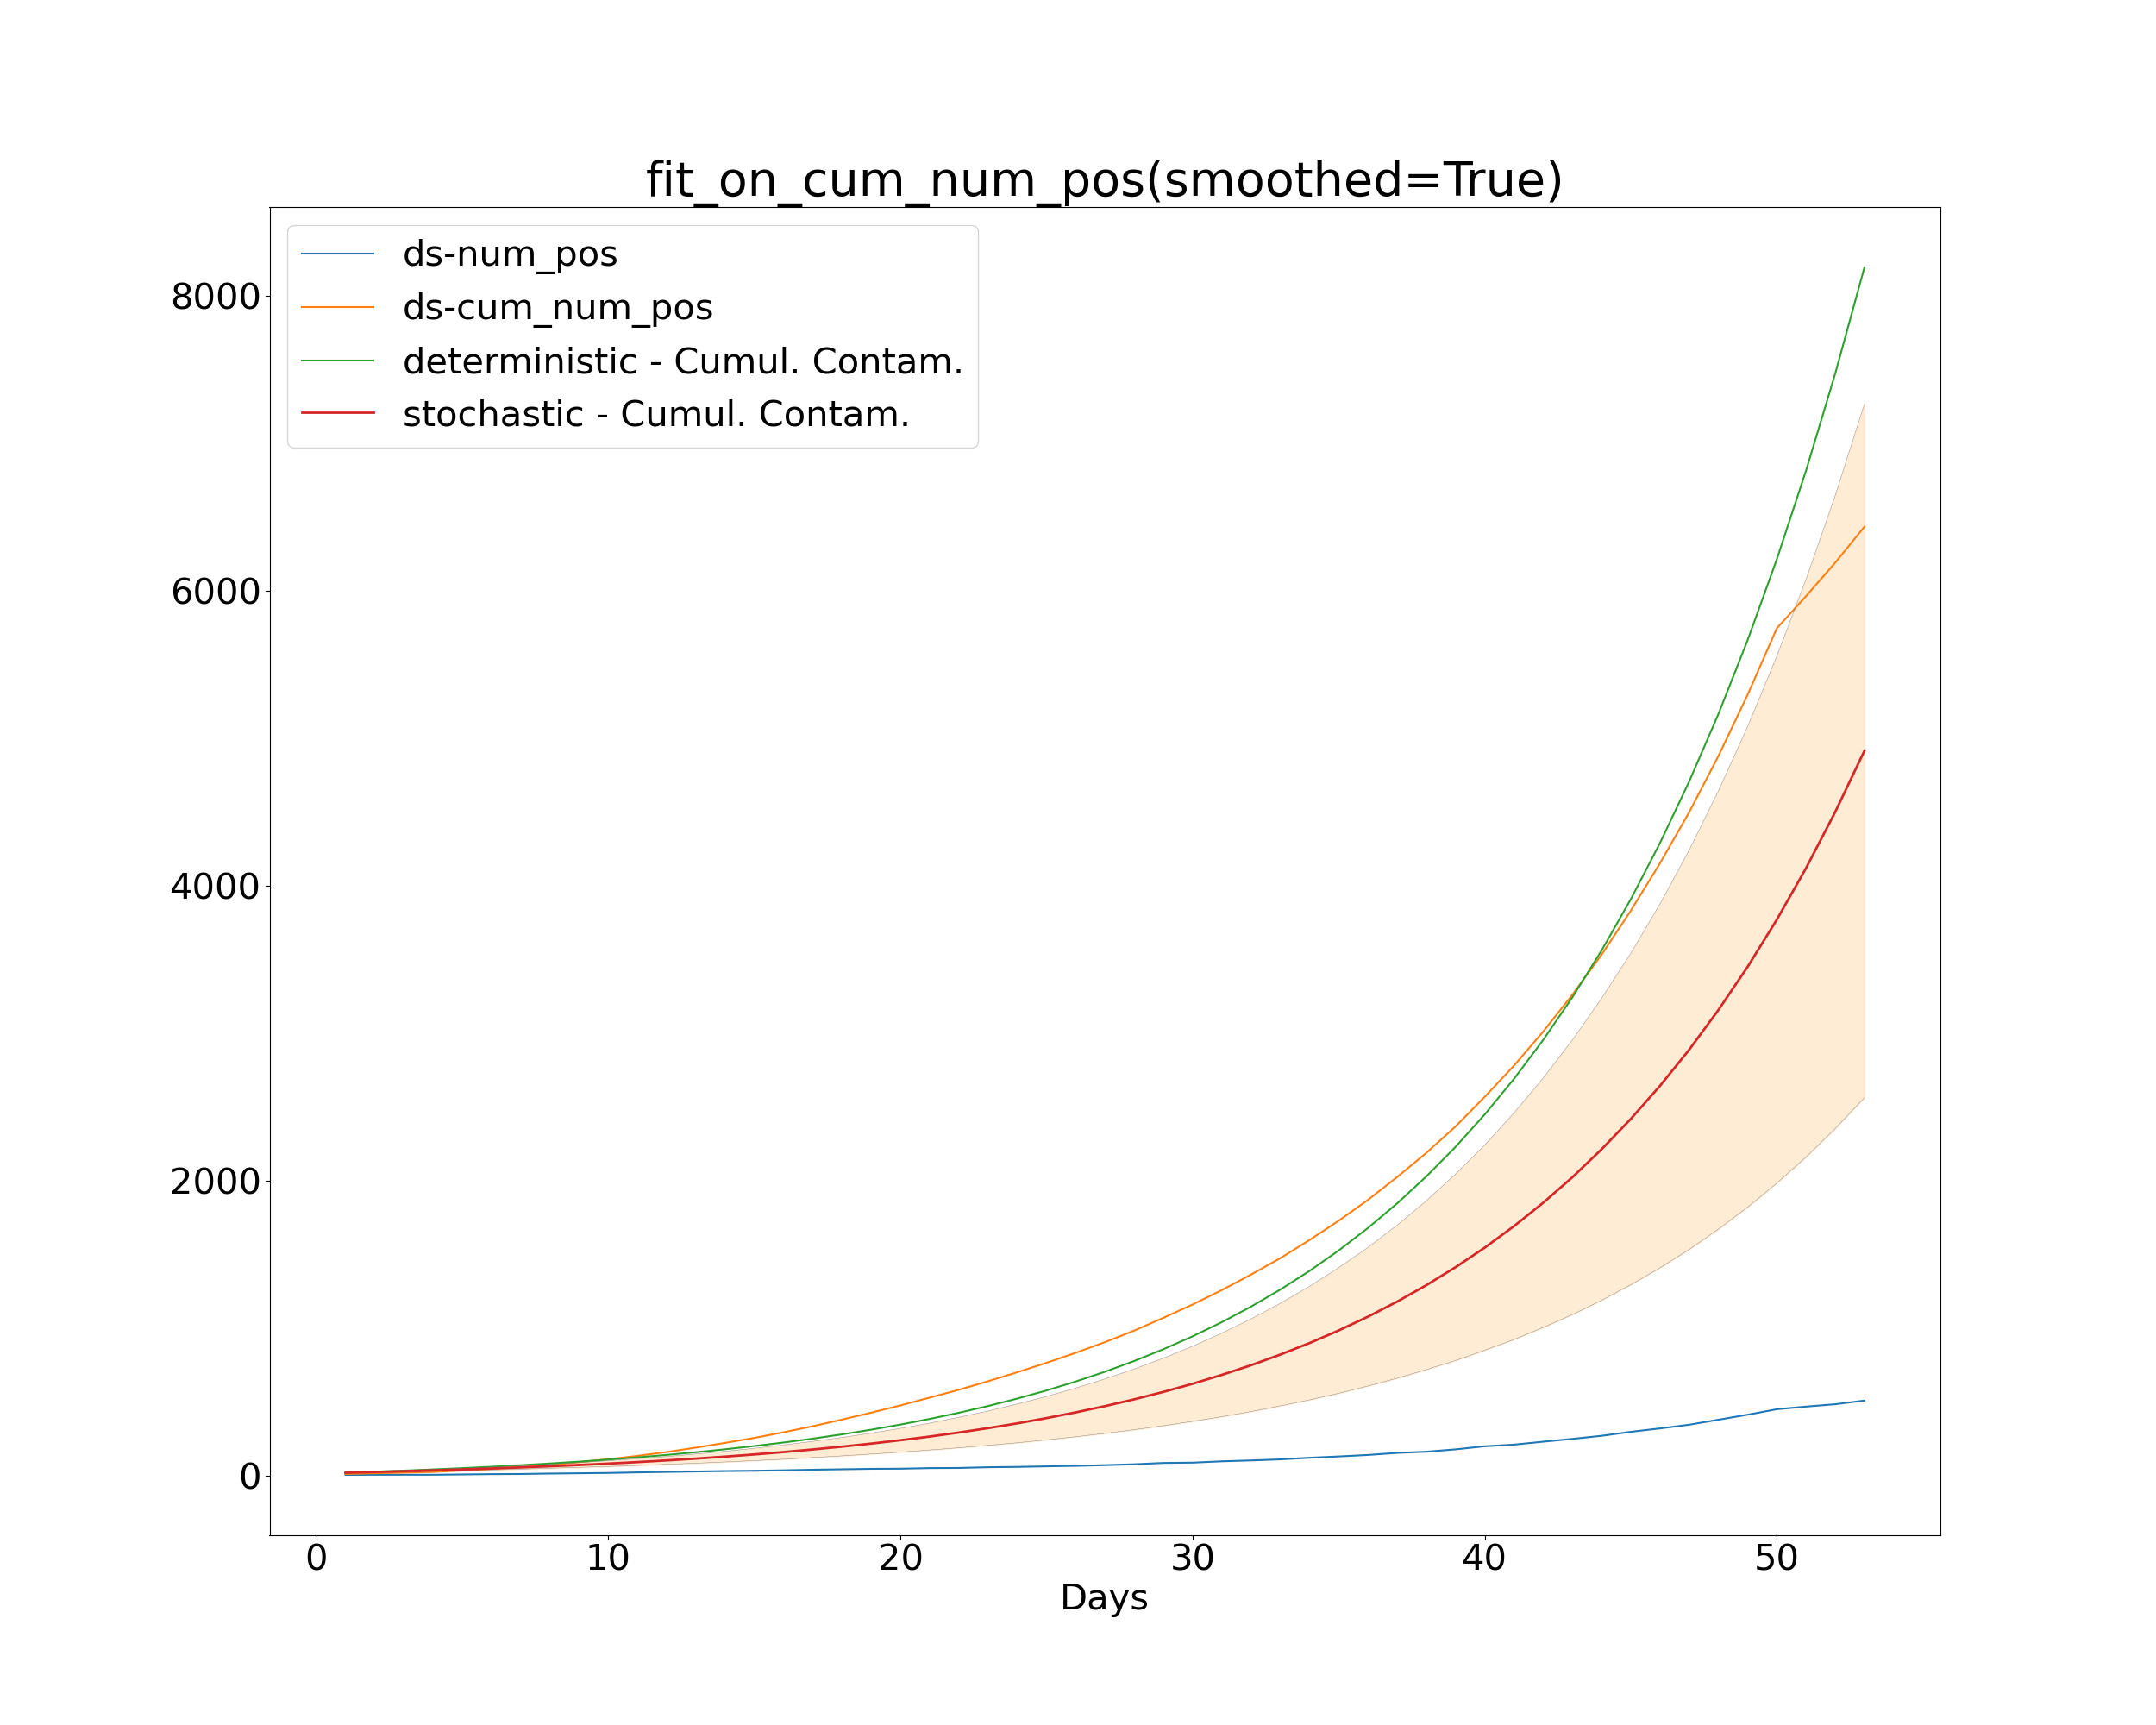 fit_on_cum_num_pos(smoothed=True)
ds-num_pos
ds-cum_num_pos
deterministic - Cumul. Contam.
stochastic - Cumul. Contam.
8000
6000
4000
2000
0
0 10 20 30 40 50
Days